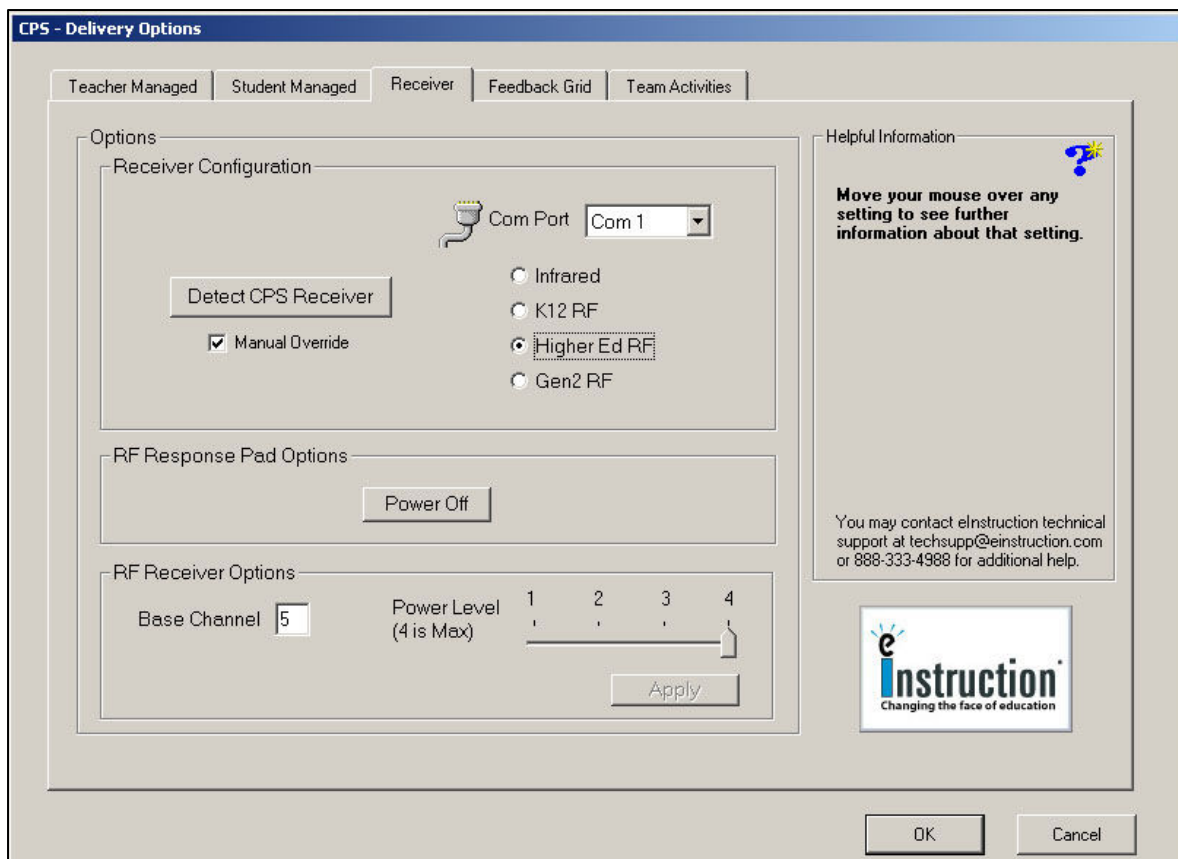 CPS - Delivery Options
Teacher Managed
Student Managed
Receiver
Feedback Grid
Team Activities
Options
Receiver Configuration
Com Port
Com 1
Detect CPS Receiver
Manual Override
Infrared
K12 RF
Higher Ed RF
Gen2 RF
RF Response Pad Options
Power Off
RF Receiver Options
Base Channel
5
Power Level
(4 is Max)
1 2 3 4
Apply
Helpful Information
Move your mouse over any
setting to see further
information about that setting.
You may contact eInstruction technical
support at techsupp@einstruction.com
or 888-333-4988 for additional help.
eInstruction
Changing the face of education
OK
Cancel